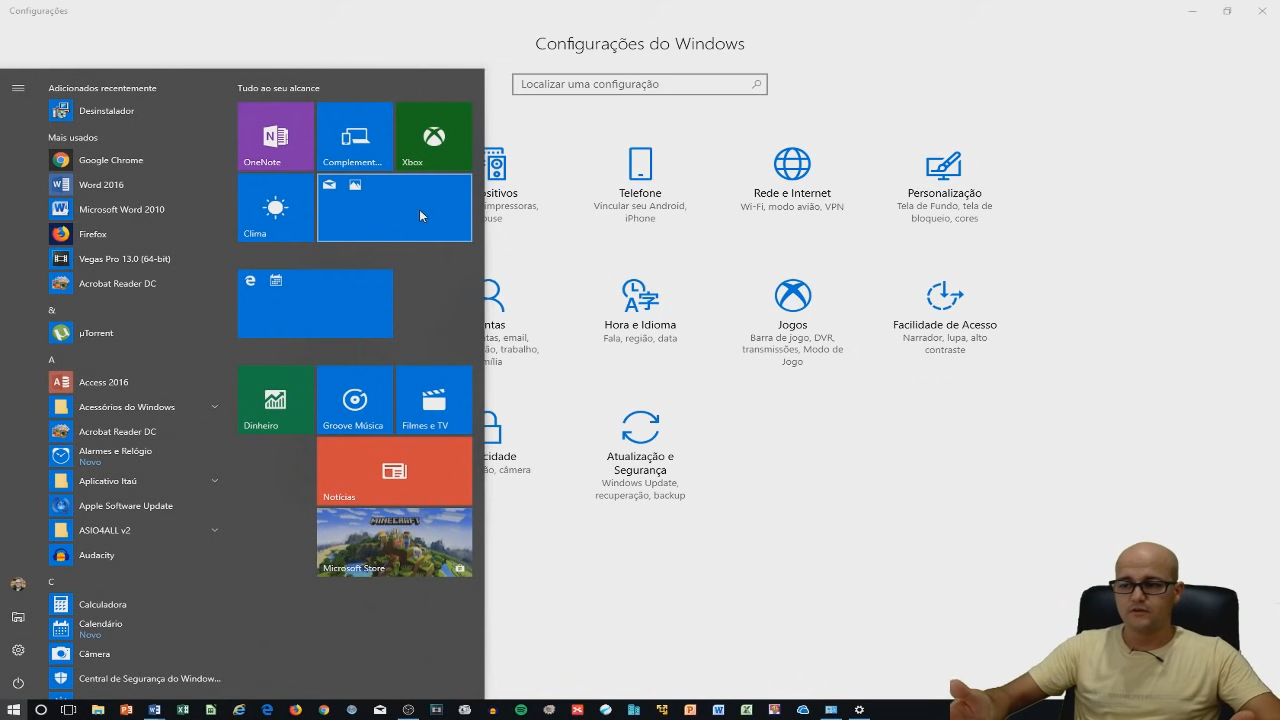 Configurações
Configurações do Windows
Localizar uma configuração
Adicionados recentemente
Desinstalador
Mais usados
Google Chrome
Word 2016
Microsoft Word 2010
Firefox
Vegas Pro 13.0 (64-bit)
Acrobat Reader DC
&
µTorrent
A
Access 2016
Acessórios do Windows
Acrobat Reader DC
Alarmes e Relógio
Novo
Aplicativo Itaú
Apple Software Update
ASIO4ALL v2
Audacity
C
Calculadora
Calendário
Novo
Câmera
Central de Segurança do Window...
Tudo ao seu alcance
OneNote
Complement...
Xbox
Clima
Dinheiro
Groove Música
Filmes e TV
Notícias
MINECRAFT
Microsoft Store
ositivos
impressoras,
ouse
Telefone
Vincular seu Android,
iPhone
Rede e Internet
Wi-Fi, modo avião, VPN
Personalização
Tela de Fundo, tela de
bloqueio, cores
ntas
tas, email,
ão, trabalho,
mília
Hora e Idioma
Fala, região, data
Jogos
Barra de jogo, DVR,
transmissões, Modo de
Jogo
Facilidade de Acesso
Narrador, lupa, alto
contraste
cidade
ão, câmera
Atualização e
Segurança
Windows Update,
recuperação, backup